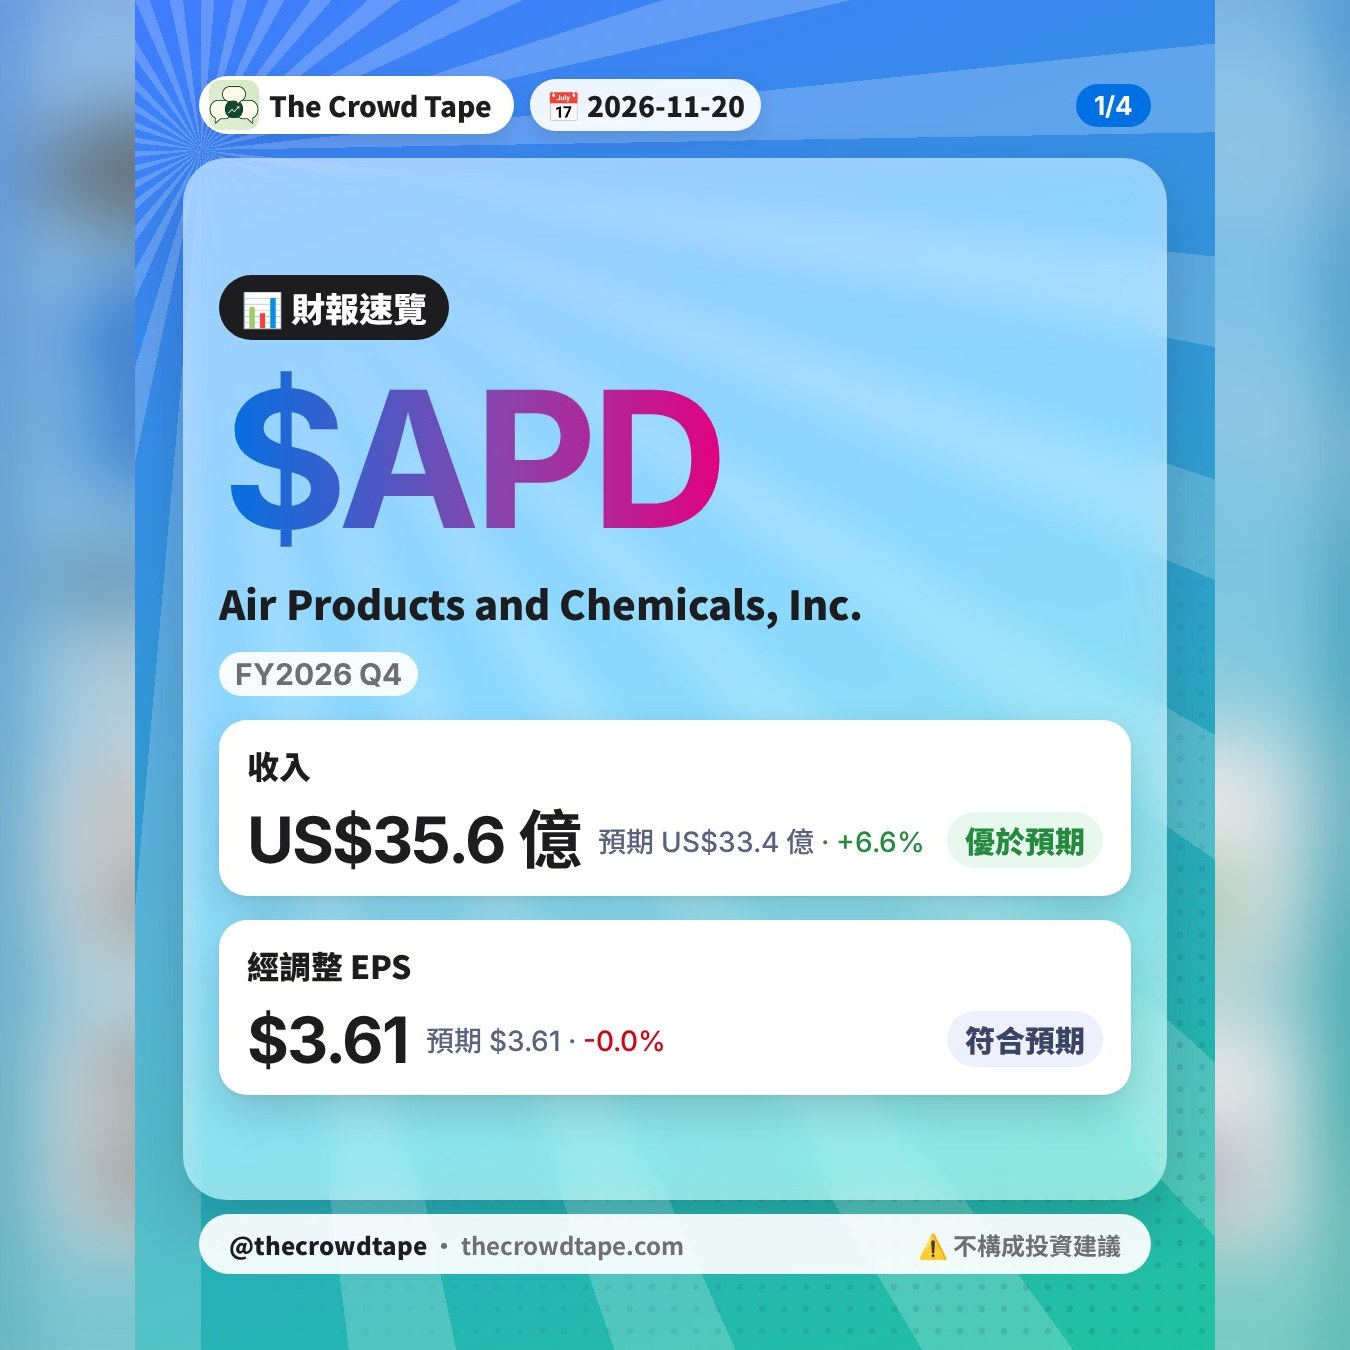 The Crowd Tape
July 17 2026-11-20
1/4
財報速覽
$APD
Air Products and Chemicals, Inc.
FY2026 Q4
收入
US$35.6 億 預期 US$33.4 億 · +6.6% 優於預期
經調整 EPS
$3.61 預期 $3.61 · -0.0% 符合預期
@thecrowdtape • thecrowdtape.com
⚠️ 不構成投資建議